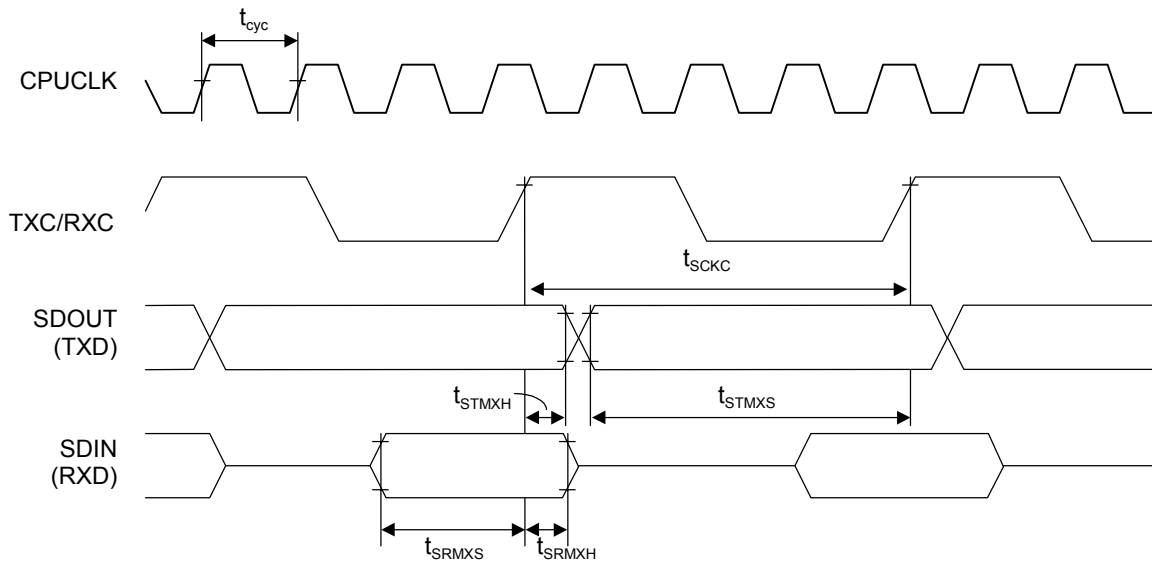 tcyc
CPUCLK
TXC/RXC
tSCKC
SDOUT
(TXD)
tSTMXH
tSTMXS
SDIN
(RXD)
tSRMXS
tSRMXH